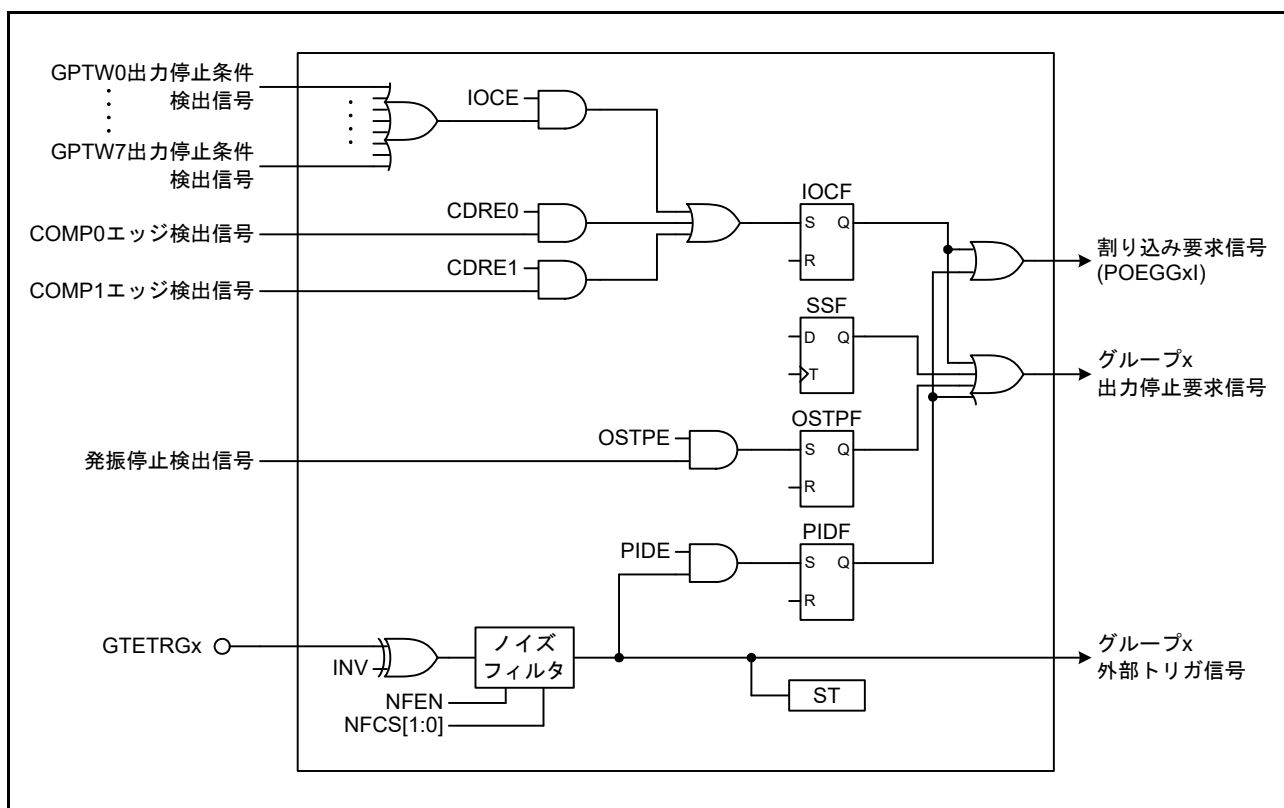 GPTW0出力停止条件
検出信号
GPTW7出力停止条件
検出信号
IOCE
CDRE0
COMP0エッジ検出信号
CDRE1
COMP1エッジ検出信号
IOCF
S Q
R
割り込み要求信号
(POEGGxI)
SSF
D Q
T
グループx
出力停止要求信号
OSTPE
発振停止検出信号
OSTPF
S Q
R
PIDE
PIDF
S Q
R
GTETRGx
INV
ノイズ
フィルタ
NFEN
NFCS[1:0]
ST
グループx
外部トリガ信号